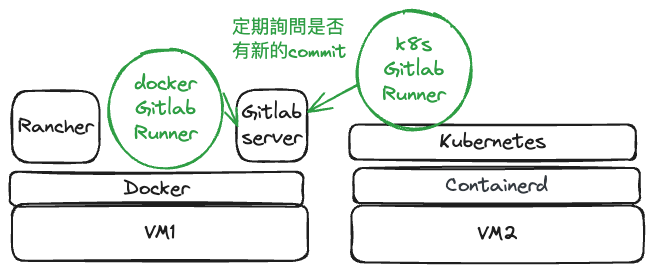 定期詢問是否
有新的commit
k8s
Gitlab
Runner
docker
Gitlab
Runner
Rancher
Gitlab
server
Kubernetes
Docker
Containerd
VM1
VM2